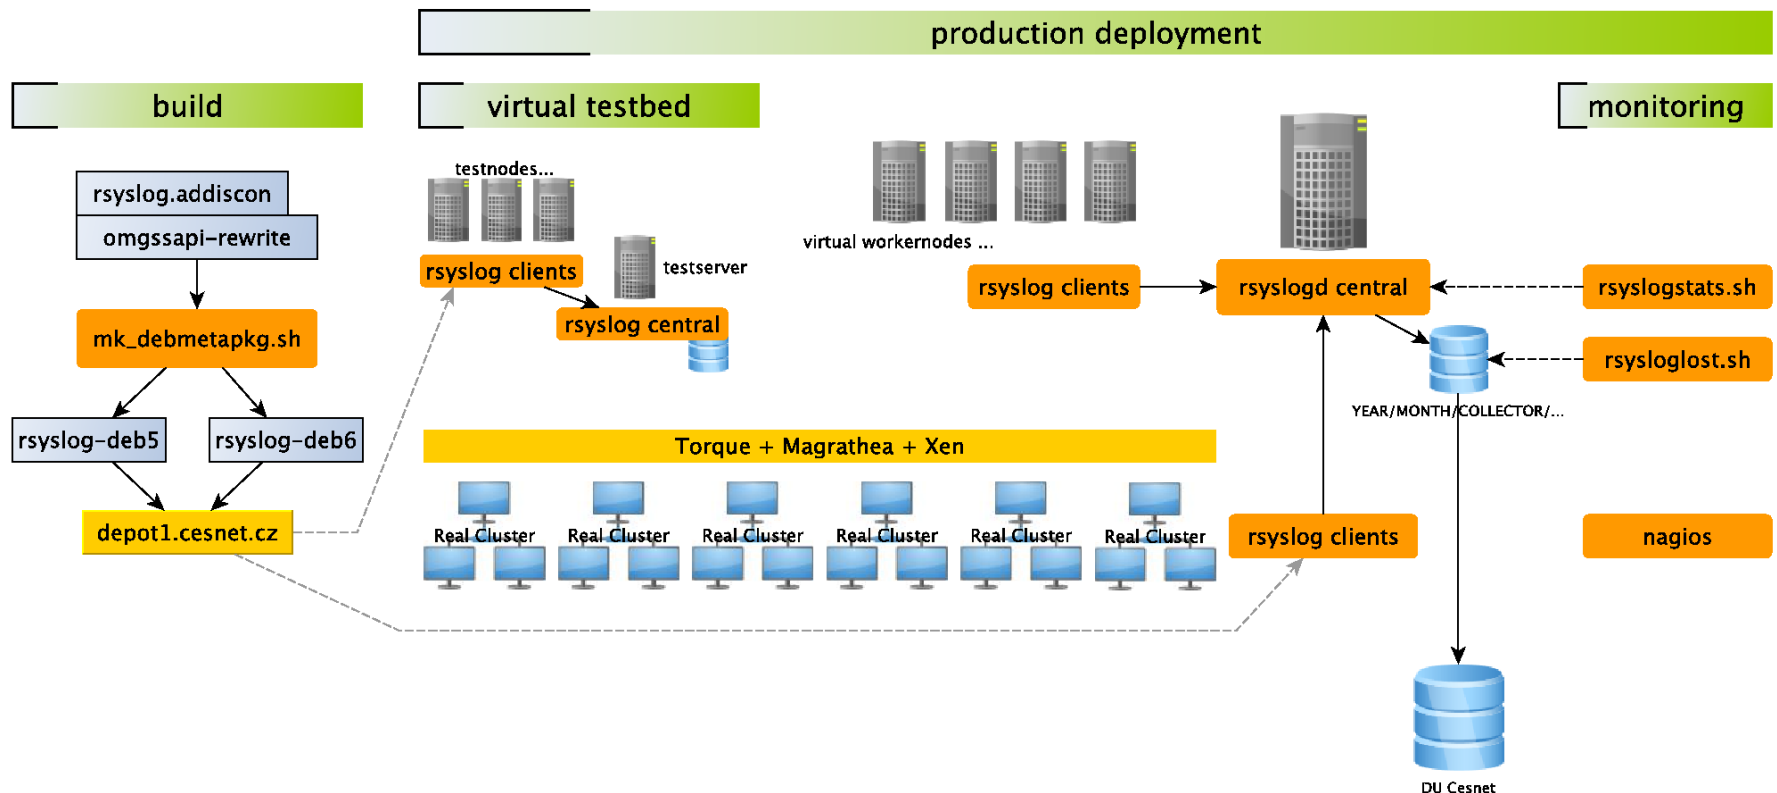 production deployment
build
virtual testbed
monitoring
rsyslog.addiscon
omgssapi-rewrite
mk_debmetapkg.sh
rsyslog-deb5
rsyslog-deb6
depot1.cesnet.cz
testnodes...
rsyslog clients
testserver
rsyslog central
virtual workernodes ...
rsyslog clients
rsyslogd central
rsyslogstats.sh
rsysloglost.sh
YEAR/MONTH/COLLECTOR/...
Torque + Magrathea + Xen
Real Cluster
Real Cluster
Real Cluster
Real Cluster
Real Cluster
Real Cluster
rsyslog clients
nagios
DU Cesnet